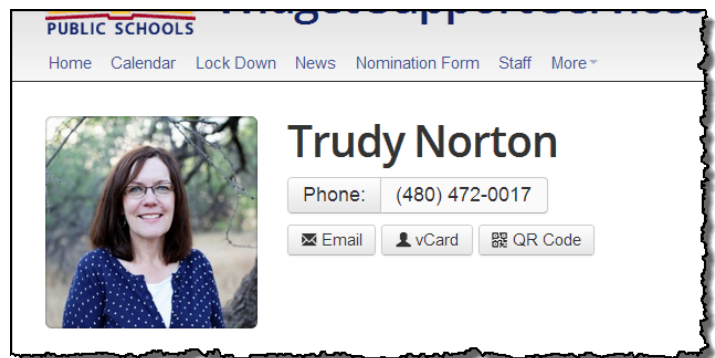 PUBLIC SCHOOLS
Home Calendar Lock Down News Nomination Form Staff More
Trudy Norton
Phone: (480) 472-0017
Email vCard QR Code